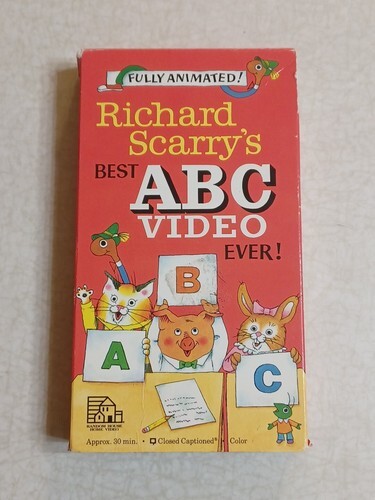 FULLY ANIMATED!
Richard
Scarry's
BEST ABC
VIDEO
EVER!
B
A
C
RANDOM HOUSE
HOME VIDEO
Approx. 30 min. • Closed Captioned* • Color